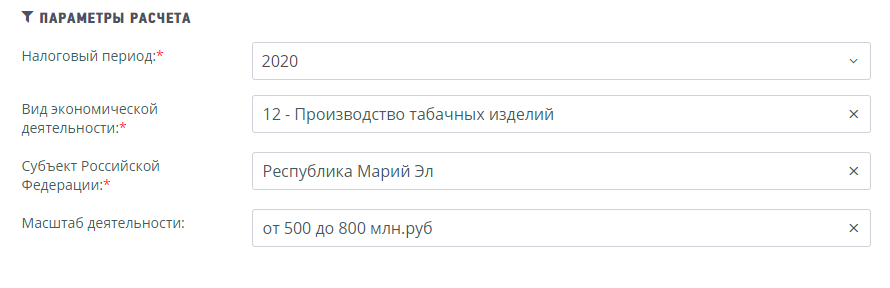 ПАРАМЕТРЫ РАСЧЕТА
Налоговый период:*
2020
Вид экономической
деятельности:*
12 - Производство табачных изделий
Субъект Российской
Федерации:*
Республика Марий Эл
Масштаб деятельности:
от 500 до 800 млн.руб